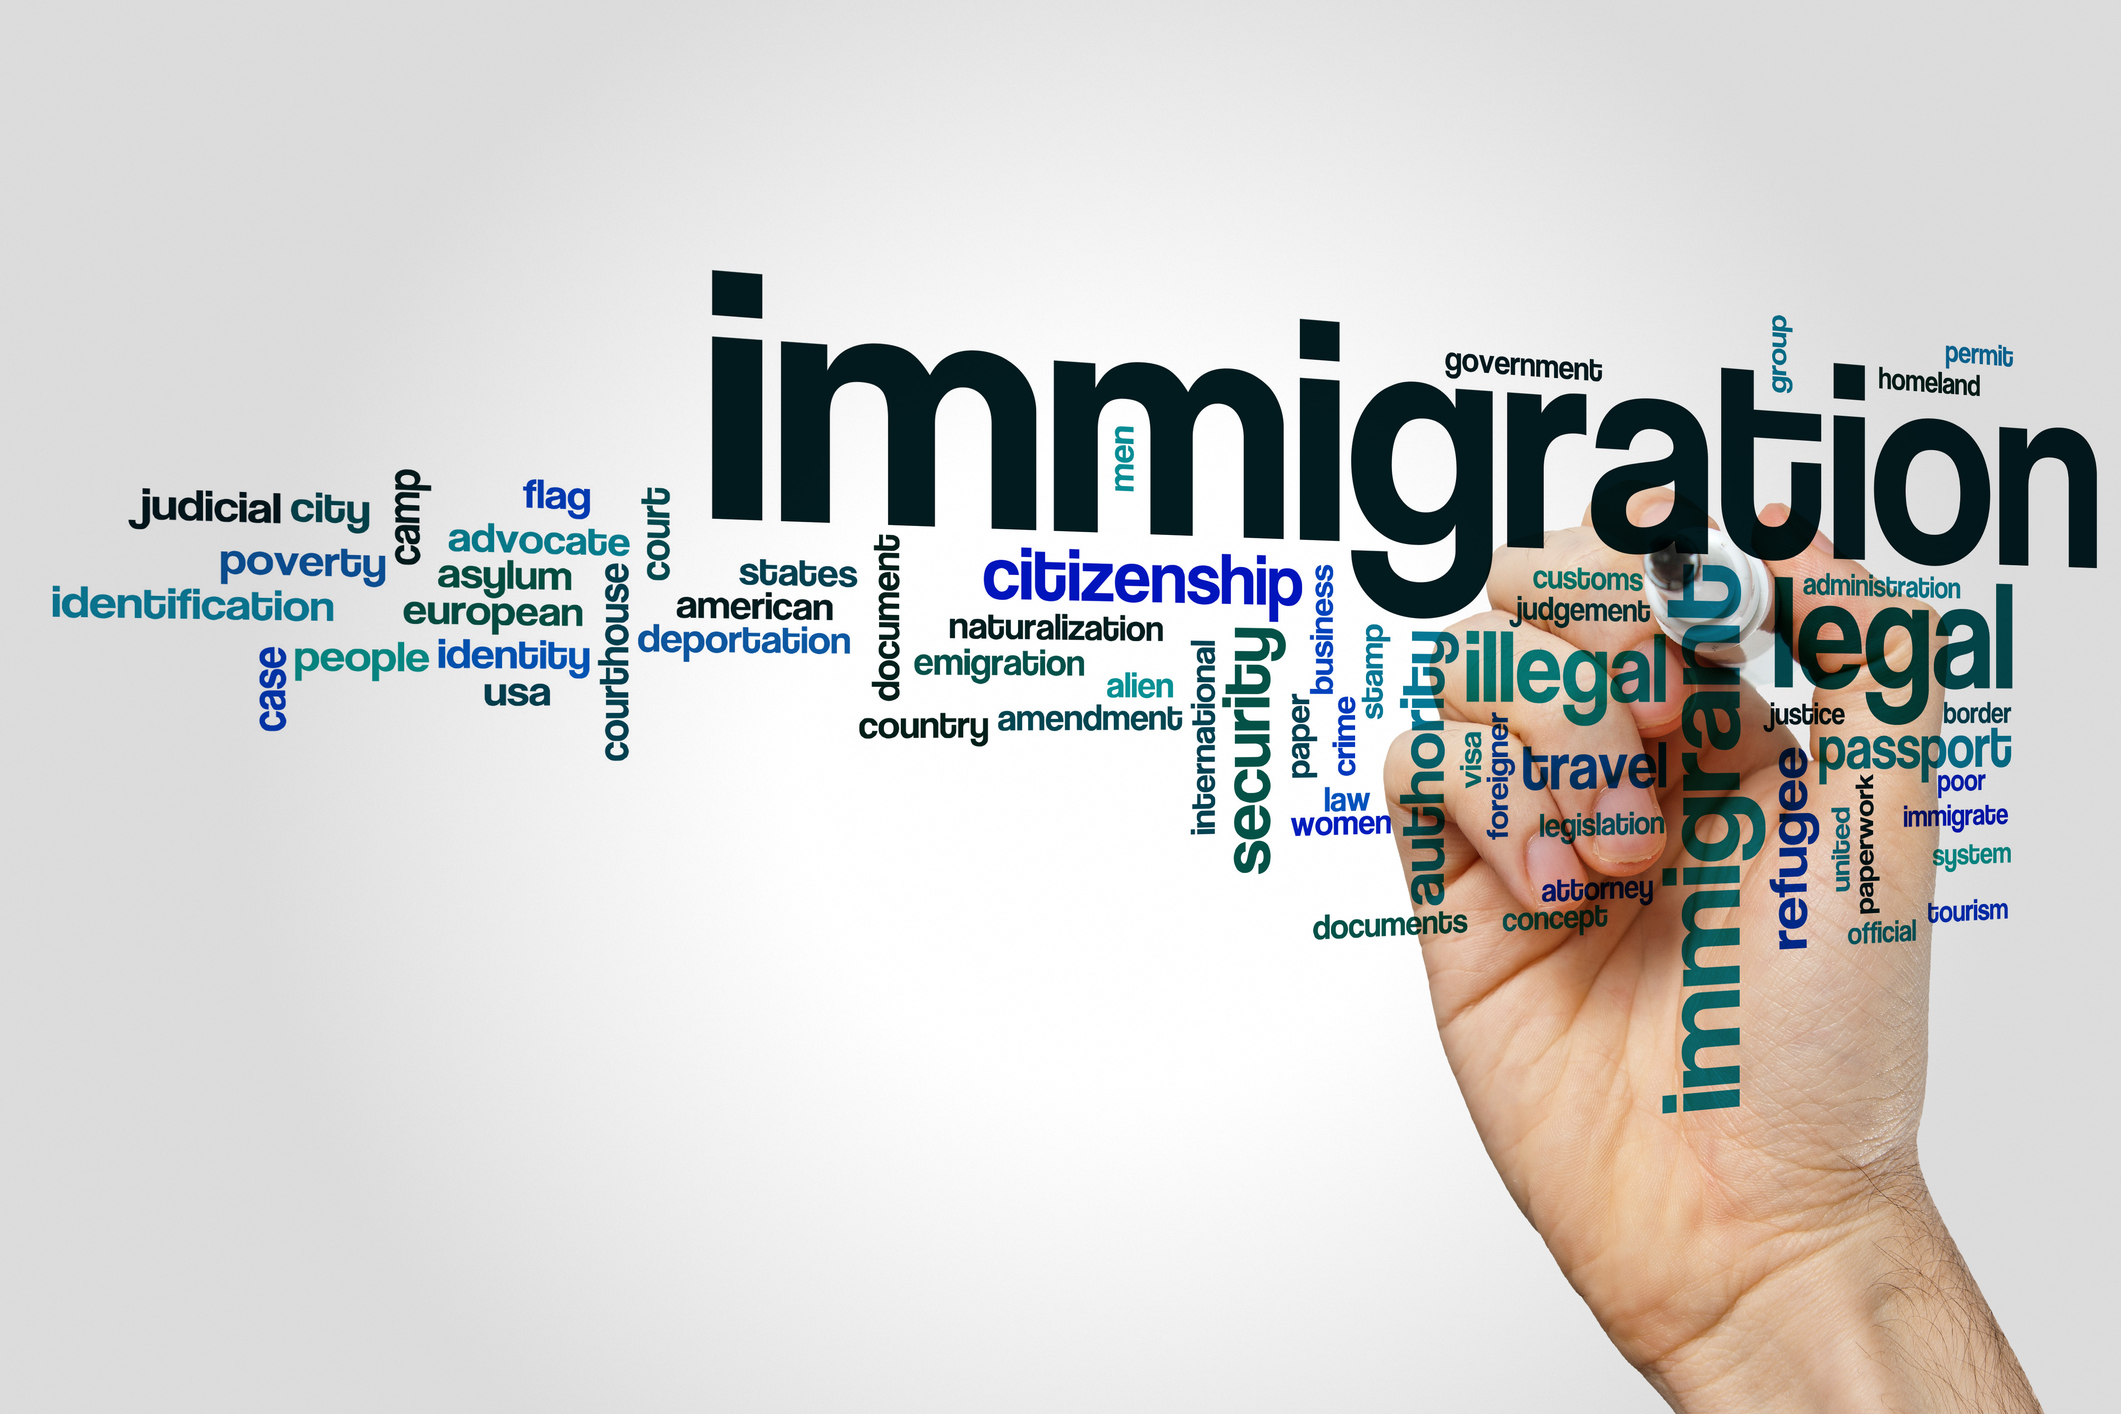 immigration
government
group
permit
homeland
men
judicial
city
camp
flag
court
poverty
advocate
asylum
identification
european
courthouse
case
people
identity
usa
states
american
deportation
document
citizenship
naturalization
emigration
alien
country
amendment
international
security
business
stamp
paper
crime
law
women
authority
customs
judgement
illegal
visa
foreigner
travel
legislation
attorney
documents
concept
immigrant
administration
legal
justice
border
passport
refugee
poor
united
paperwork
immigrate
system
official
tourism